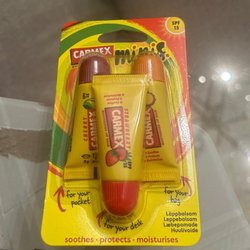 CARMEX
minis.
SPF
15
CARMEX
CARMEX
CARMEX
for your
pocket
for your desk
for your
bag
soothes · protects · moisturises
Läppbalsam
Leppebalsam
Læbepomade
Huulivoide